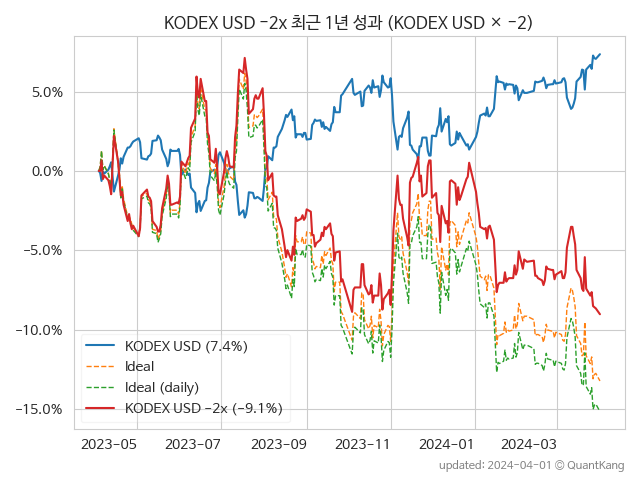 KODEX USD −2x 최근 1년 성과 (KODEX USD × −2)
5.0%
0.0%
−5.0%
−10.0%
−15.0%
KODEX USD (7.4%)
Ideal
Ideal (daily)
KODEX USD −2x (−9.1%)
2023-05 2023-07 2023-09 2023-11 2024-01 2024-03
updated: 2024-04-01 © QuantKang